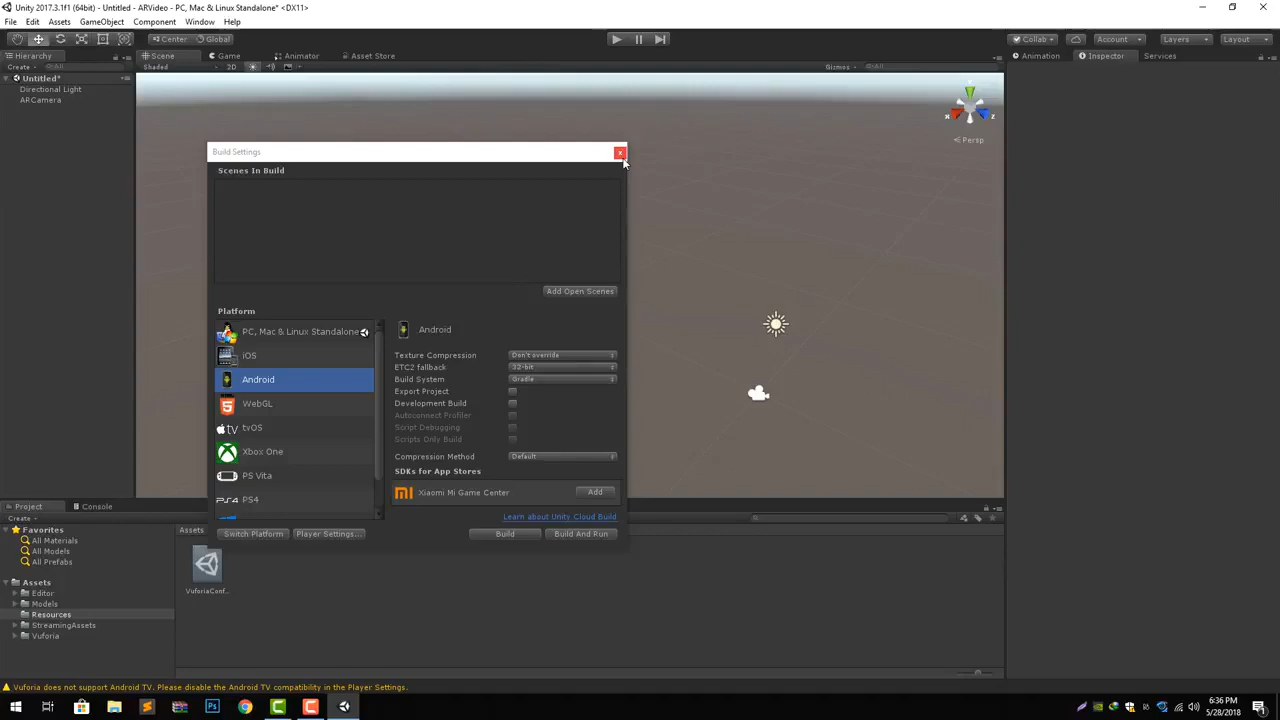 Unity 2017.3.1f1 (64bit) - Untitled - ARVideo - PC, Mac & Linux Standalone* <DX11>
File Edit Assets GameObject Component Window Help
Center Global Collab Account Layers Layout
Hierarchy Scene Game Animator Asset Store Animation Inspector Services
Create All Shaded 2D Gizmos All
Untitled*
Directional Light
ARCamera
X Z
Persp
Build Settings x
Scenes In Build
Add Open Scenes
Platform
PC, Mac & Linux Standalone
iOS
Android
WebGL
tvOS
Xbox One
PS Vita
PS4
Android
Texture Compression Don't override
ETC2 fallback 32-bit
Build System Gradle
Export Project
Development Build
Autoconnect Profiler
Script Debugging
Scripts Only Build
Compression Method Default
SDKs for App Stores
Xiaomi Mi Game Center Add
Learn about Unity Cloud Build
Switch Platform Player Settings... Build Build And Run
Project Console
Create
Favorites
All Materials
All Models
All Prefabs
Assets
Editor
Models
Resources
StreamingAssets
Vuforia
Assets
VuforiaConf...
Vuforia does not support Android TV. Please disable the Android TV compatibility in the Player Settings.
6:36 PM
5/28/2018